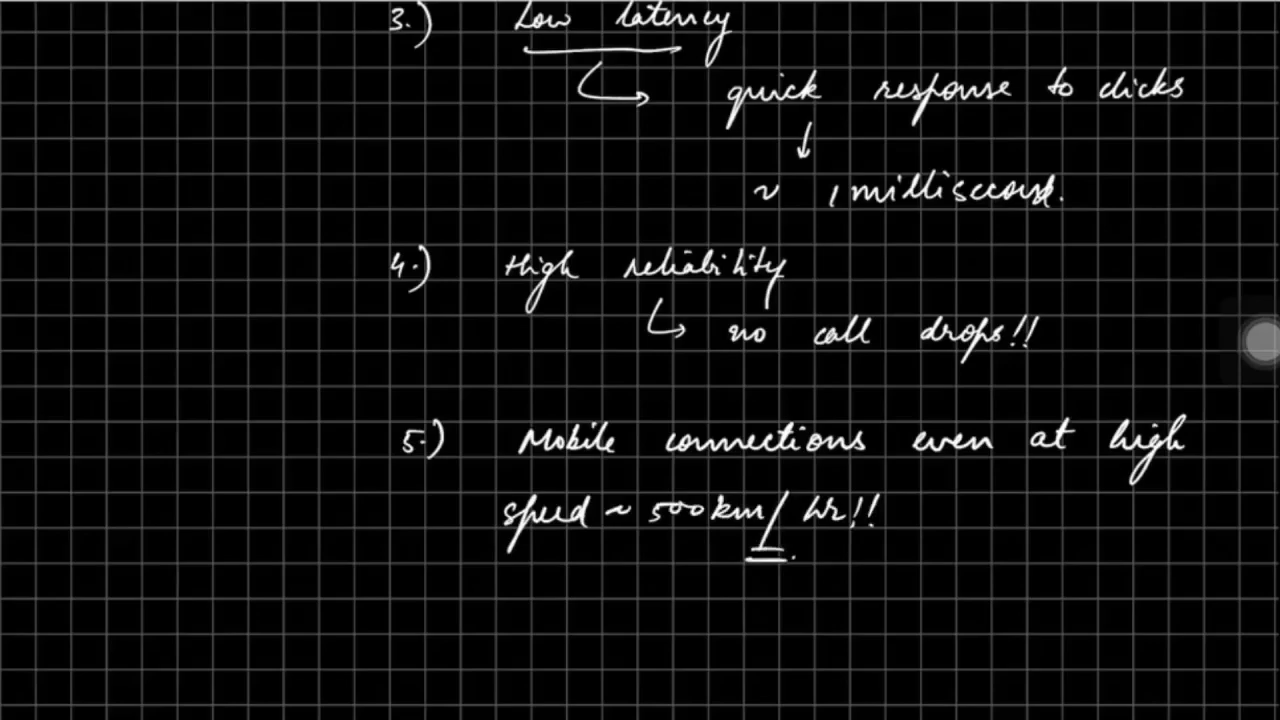 3.) Low latency
↳ quick response to clicks
↓
~ 1 millisecond.
4.) High reliability
↳ no call drops!!
5.) Mobile connections even at high
speed ~ 500km/hr!!